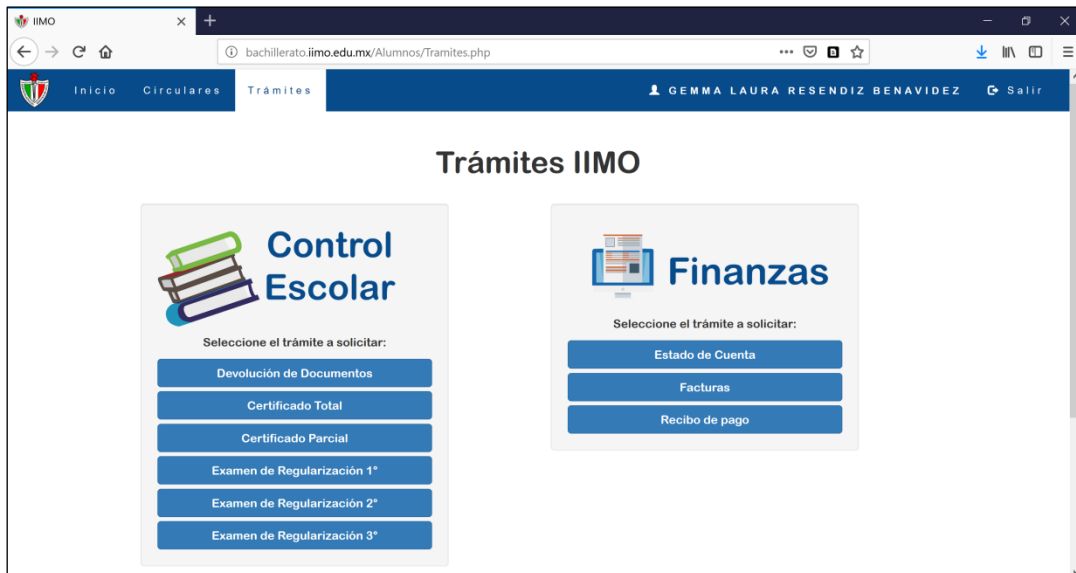 IIMO
bachillerato.iimo.edu.mx/Alumnos/Tramites.php
Inicio Circulares Trámites GEMMA LAURA RESENDIZ BENAVIDEZ Salir
Trámites IIMO
Control
Escolar
Seleccione el trámite a solicitar:
Devolución de Documentos
Certificado Total
Certificado Parcial
Examen de Regularización 1°
Examen de Regularización 2°
Examen de Regularización 3°
Finanzas
Seleccione el trámite a solicitar:
Estado de Cuenta
Facturas
Recibo de pago